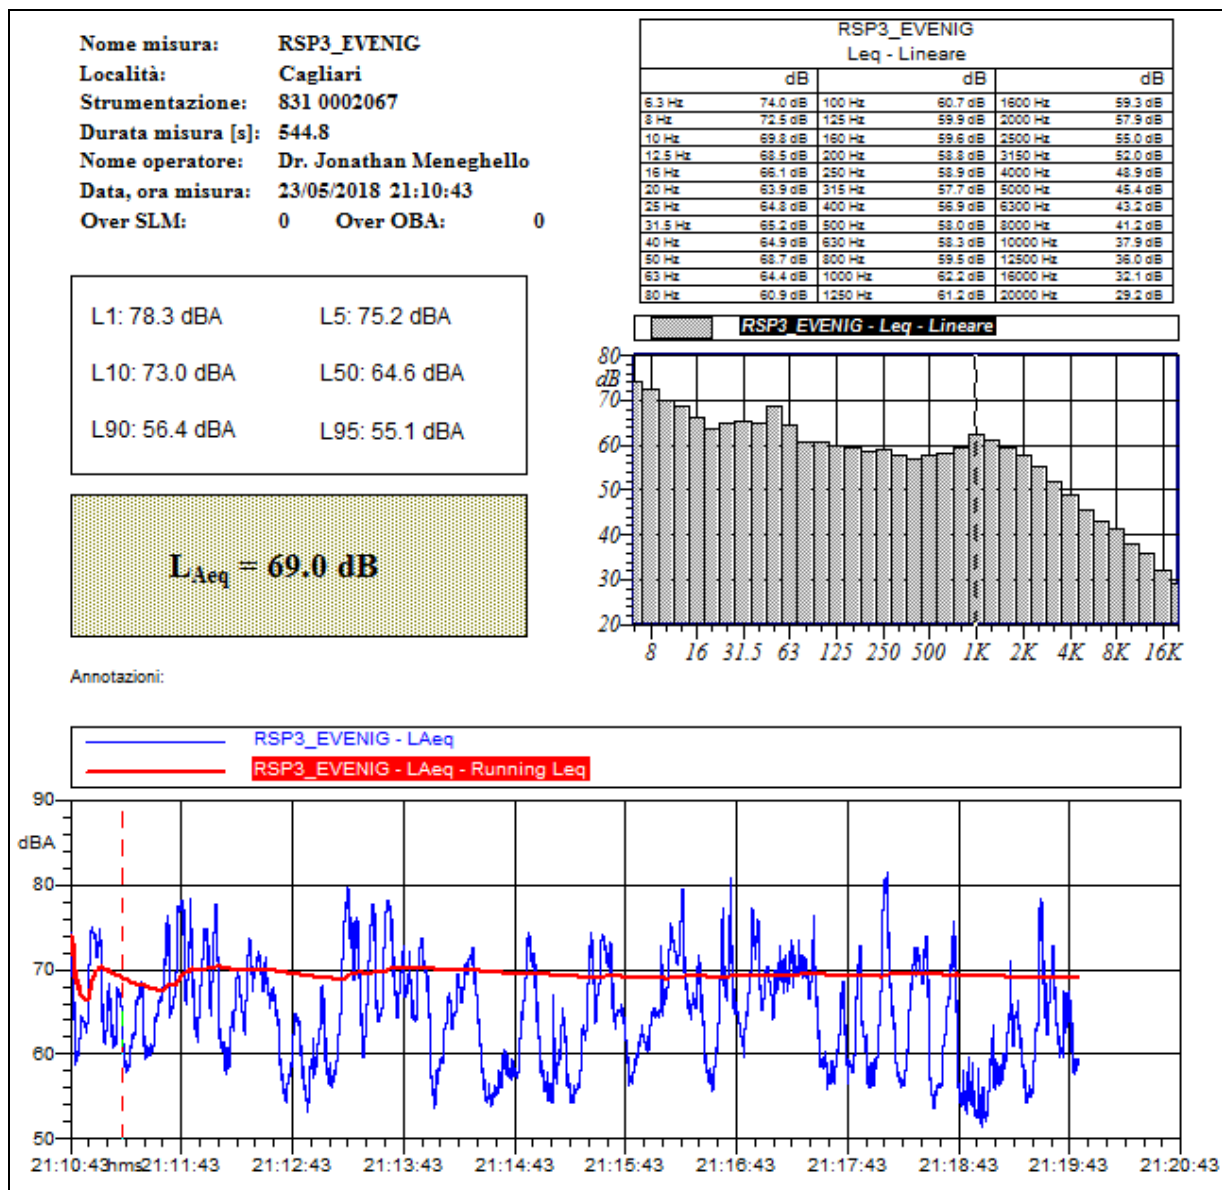 Nome misura: RSP3_EVENIG
Località: Cagliari
Strumentazione: 831 0002067
Durata misura [s]: 544.8
Nome operatore: Dr. Jonathan Meneghello
Data, ora misura: 23/05/2018 21:10:43
Over SLM: 0 Over OBA: 0
RSP3_EVENIG
Leq - Lineare
dB dB dB
6.3 Hz 74.0 dB 100 Hz 60.7 dB 1600 Hz 59.3 dB
8 Hz 72.5 dB 125 Hz 59.9 dB 2000 Hz 57.9 dB
10 Hz 69.8 dB 160 Hz 59.6 dB 2500 Hz 55.0 dB
12.5 Hz 68.5 dB 200 Hz 58.8 dB 3150 Hz 52.0 dB
16 Hz 66.1 dB 250 Hz 58.9 dB 4000 Hz 48.9 dB
20 Hz 63.9 dB 315 Hz 57.7 dB 5000 Hz 45.4 dB
25 Hz 64.8 dB 400 Hz 56.9 dB 6300 Hz 43.2 dB
31.5 Hz 65.2 dB 500 Hz 58.0 dB 8000 Hz 41.2 dB
40 Hz 64.9 dB 630 Hz 58.3 dB 10000 Hz 37.9 dB
50 Hz 68.7 dB 800 Hz 59.5 dB 12500 Hz 36.0 dB
63 Hz 64.4 dB 1000 Hz 62.2 dB 16000 Hz 32.1 dB
80 Hz 60.9 dB 1250 Hz 61.2 dB 20000 Hz 29.2 dB
L1: 78.3 dBA L5: 75.2 dBA
L10: 73.0 dBA L50: 64.6 dBA
L90: 56.4 dBA L95: 55.1 dBA
LAeq = 69.0 dB
RSP3_EVENIG - Leq - Lineare
80
dB
70
60
50
40
30
20
8 16 31.5 63 125 250 500 1K 2K 4K 8K 16K
Annotazioni:
RSP3_EVENIG - LAeq
RSP3_EVENIG - LAeq - Running Leq
90
dBA
80
70
60
50
21:10:43 hms 21:11:43 21:12:43 21:13:43 21:14:43 21:15:43 21:16:43 21:17:43 21:18:43 21:19:43 21:20:43